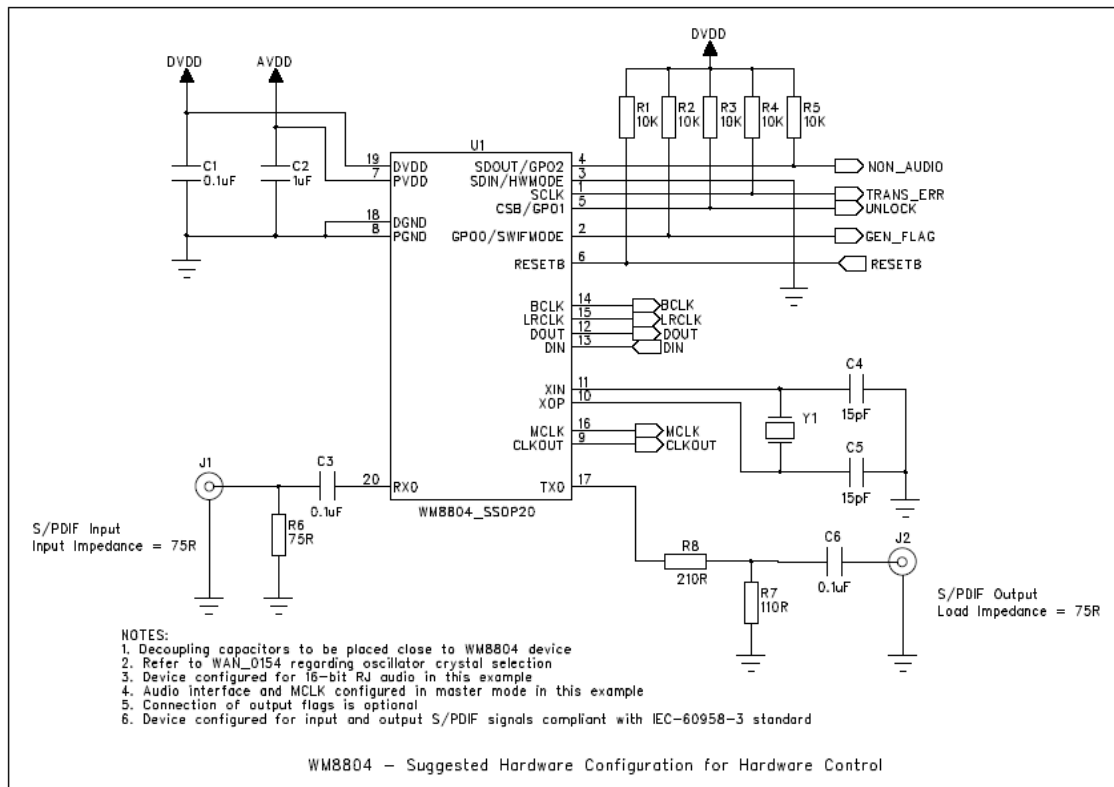 DVDD
DVDD AVDD
R1 R2 R3 R4 R5
10K 10K 10K 10K 10K
U1
C1 C2
0.1uF 1uF
19 DVDD SDOUT/GPO2 4 NON_AUDIO
7 PVDD SDIN/HWMODE 3
SCLK 1 TRANS_ERR
CSB/GPO1 5 UNLOCK
18 DGND
8 PGND GPO0/SWIFMODE 2 GEN_FLAG
RESETB 6 RESETB
BCLK 14 BCLK
LRCLK 15 LRCLK
DOUT 12 DOUT
DIN 13 DIN
C4
XIN 11
XOP 10 15pF
Y1
MCLK 16 MCLK
CLKOUT 9 CLKOUT
C5
15pF
J1 C3
20 RX0 TX0 17
0.1uF
WM8804_SSOP20
S/PDIF Input
Input Impedance = 75R
R6
75R
R8 C6 J2
210R 0.1uF
R7
110R
S/PDIF Output
Load Impedance = 75R
NOTES:
1. Decoupling capacitors to be placed close to WM8804 device
2. Refer to WAN_0154 regarding oscillator crystal selection
3. Device configured for 16-bit RJ audio in this example
4. Audio interface and MCLK configured in master mode in this example
5. Connection of output flags is optional
6. Device configured for input and output S/PDIF signals compliant with IEC-60958-3 standard
WM8804 – Suggested Hardware Configuration for Hardware Control